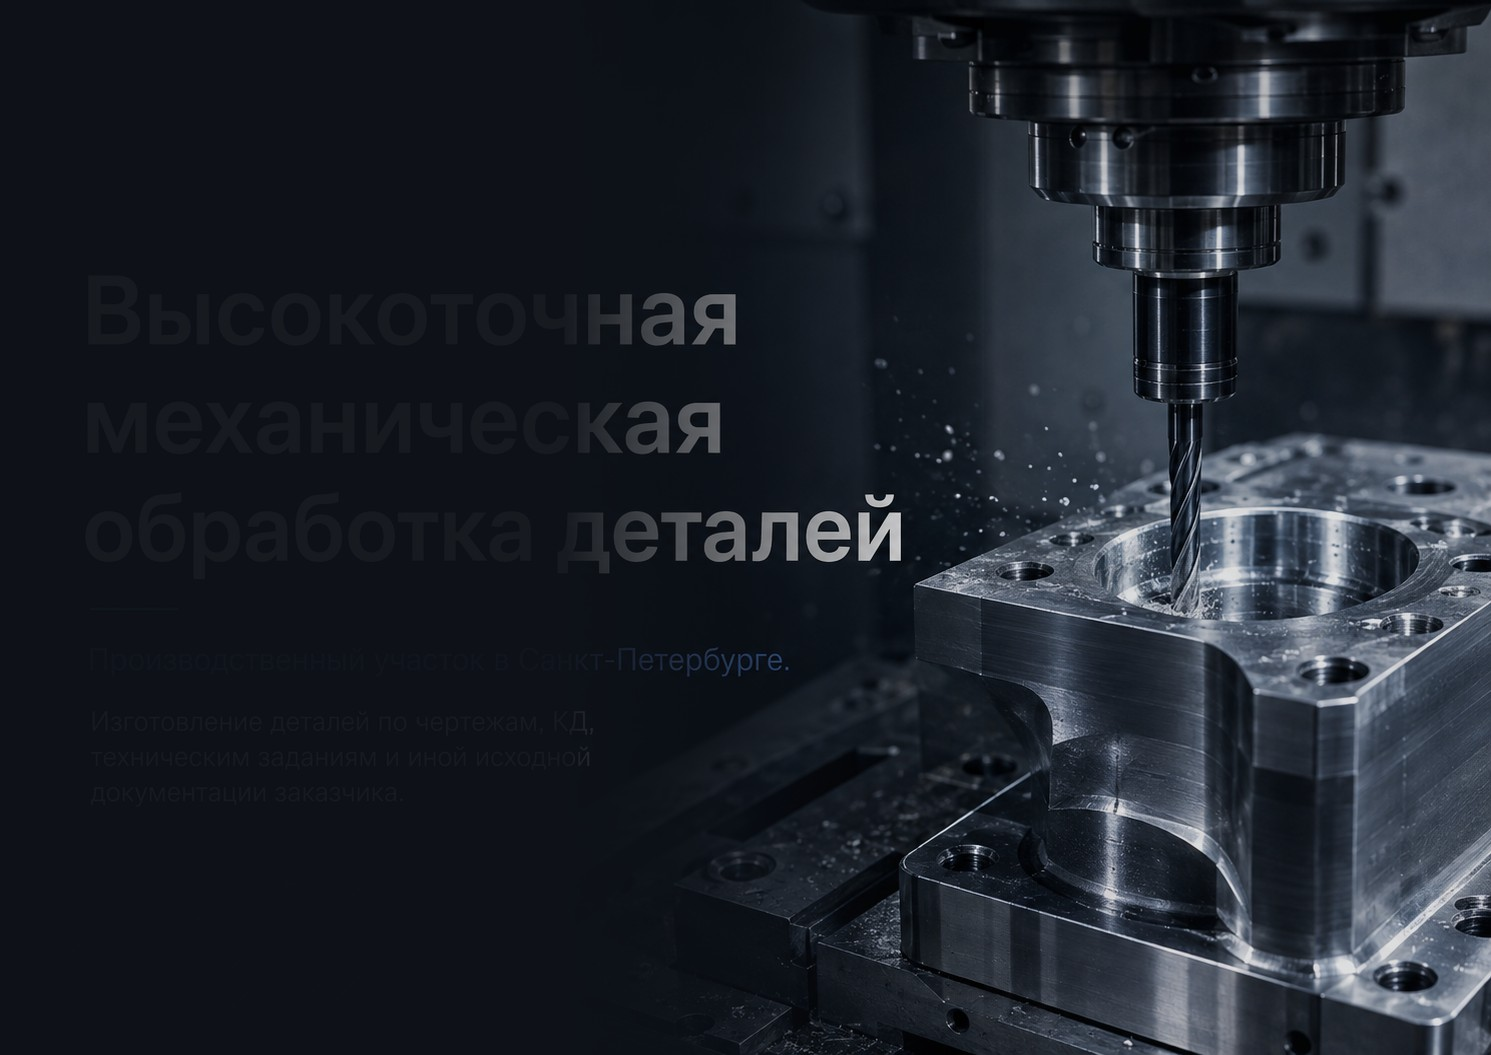 Высокоточная
механическая
обработка деталей
Производственный участок в Санкт-Петербурге.
Изготовление деталей по чертежам, КД,
техническим заданиям и иной исходной
документации заказчика.